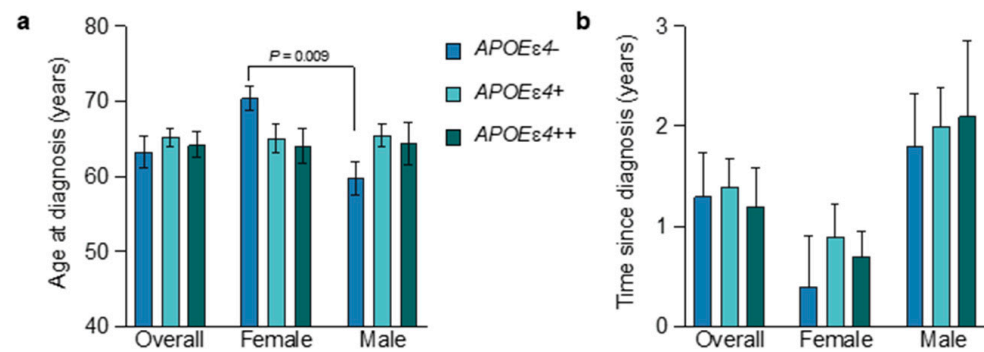 a
Age at diagnosis (years)
80
70
60
50
40
P = 0.009
Overall
Female
Male
APOEε4-
APOEε4+
APOEε4++
b
Time since diagnosis (years)
3
2
1
0
Overall
Female
Male